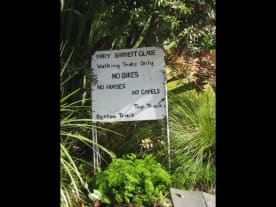 MARY BARRETT GLADE
Walking Tracks Only
NO BIKES
NO HORSES
NO CAMELS
Top Track
Bottom Track